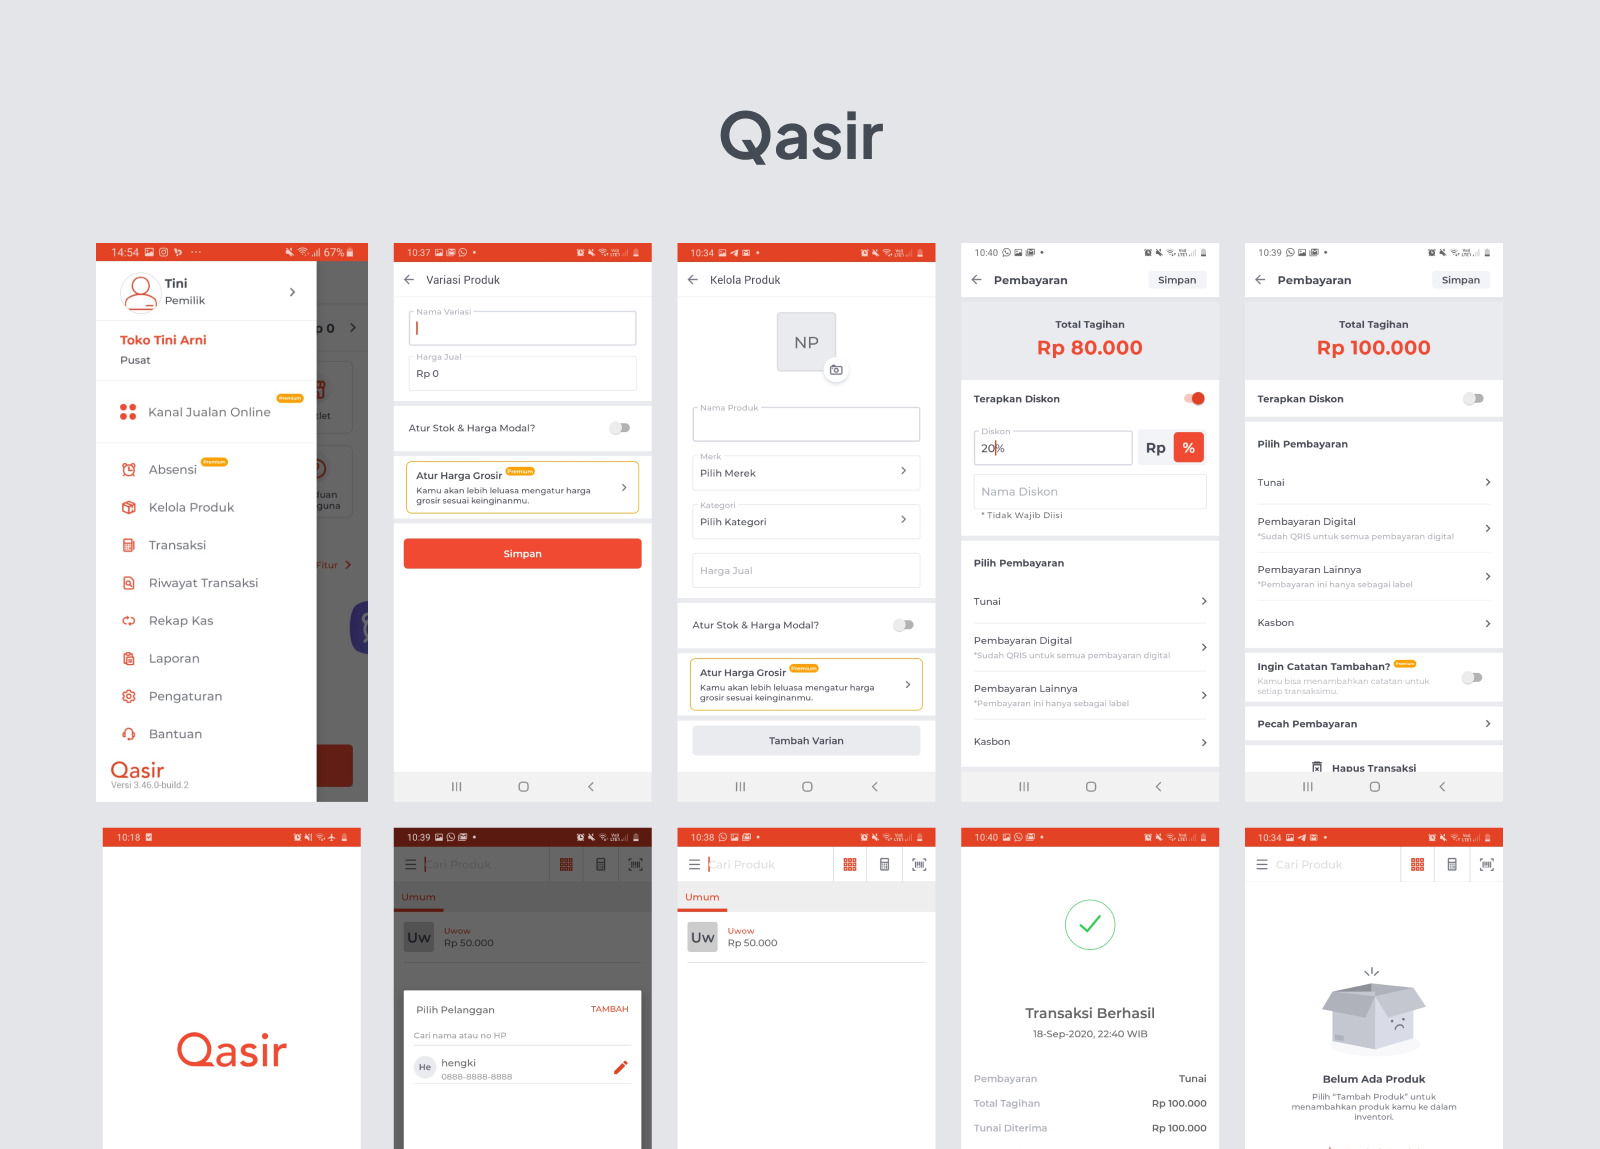 Qasir
14:54
67%
Tini
Pemilik
Toko Tini Arni
Pusat
Premium
Kanal Jualan Online
Absensi Premium
Kelola Produk
Transaksi
Riwayat Transaksi
Rekap Kas
Laporan
Pengaturan
Bantuan
Qasir
Versi 3.46.0-build.2
p 0
Fitur
10:37
Variasi Produk
Nama Variasi
Harga Jual
Rp 0
Atur Stok & Harga Modal?
Atur Harga Grosir Premium
Kamu akan lebih leluasa mengatur harga
grosir sesuai keinginanmu.
Simpan
10:34
Kelola Produk
NP
Nama Produk
Merk
Pilih Merek
Kategori
Pilih Kategori
Harga Jual
Atur Stok & Harga Modal?
Atur Harga Grosir Premium
Kamu akan lebih leluasa mengatur harga
grosir sesuai keinginanmu.
Tambah Varian
10:40
Pembayaran
Simpan
Total Tagihan
Rp 80.000
Terapkan Diskon
Diskon
20%
Rp
%
Nama Diskon
* Tidak Wajib Diisi
Pilih Pembayaran
Tunai
Pembayaran Digital
*Sudah QRIS untuk semua pembayaran digital
Pembayaran Lainnya
*Pembayaran ini hanya sebagai label
Kasbon
10:39
Pembayaran
Simpan
Total Tagihan
Rp 100.000
Terapkan Diskon
Pilih Pembayaran
Tunai
Pembayaran Digital
*Sudah QRIS untuk semua pembayaran digital
Pembayaran Lainnya
*Pembayaran ini hanya sebagai label
Kasbon
Ingin Catatan Tambahan? Premium
Kamu bisa menambahkan catatan untuk
setiap transaksimu.
Pecah Pembayaran
Hapus Transaksi
10:18
Qasir
10:39
Cari Produk
Umum
Uw
Uwow
Rp 50.000
Pilih Pelanggan
TAMBAH
Cari nama atau no HP
He
hengki
0888-8888-8888
10:38
Cari Produk
Umum
Uw
Uwow
Rp 50.000
10:40
Transaksi Berhasil
18-Sep-2020, 22:40 WIB
Pembayaran Tunai
Total Tagihan Rp 100.000
Tunai Diterima Rp 100.000
10:34
Cari Produk
Belum Ada Produk
Pilih "Tambah Produk" untuk
menambahkan produk kamu ke dalam
inventori.